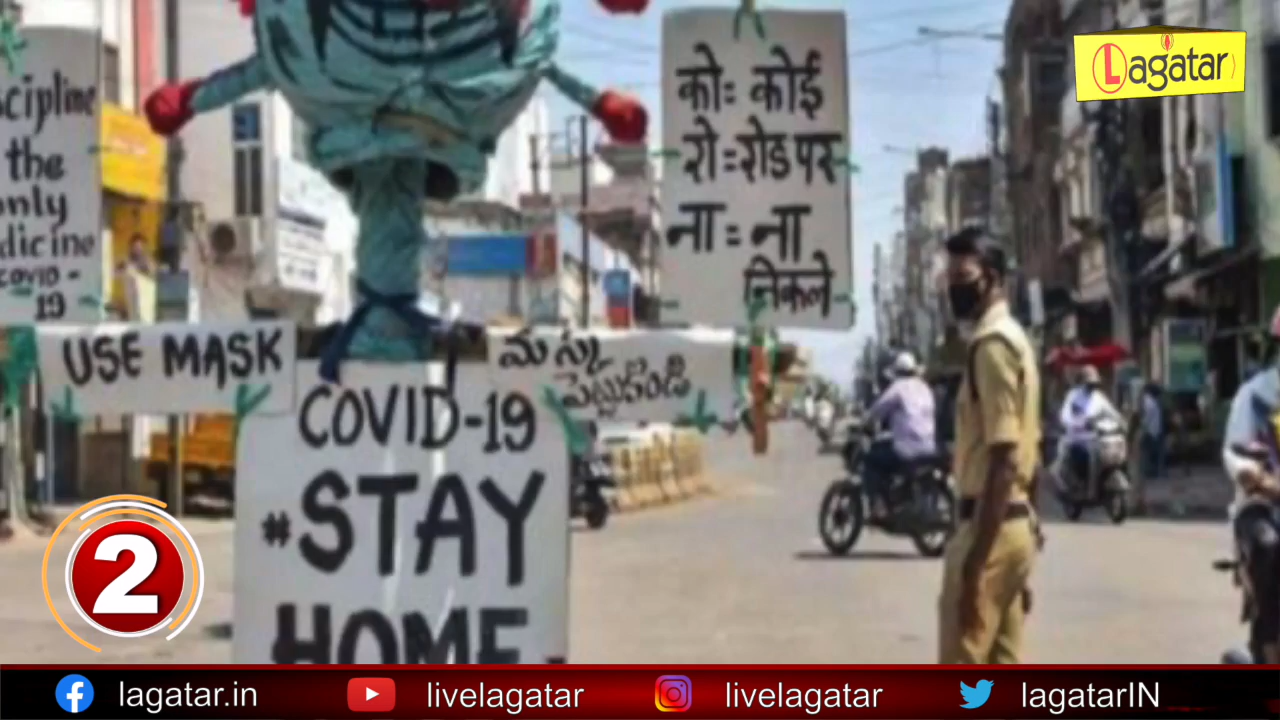 Lagatar
scipline
the
only
dicine
COVID-
19
को= कोई
रो=रोड पर
ना= ना
निकले
USE MASK
మాస్కు
పెట్టుకోండి
COVID-19
#STAY
HOME
2
lagatar.in
livelagatar
livelagatar
lagatarIN